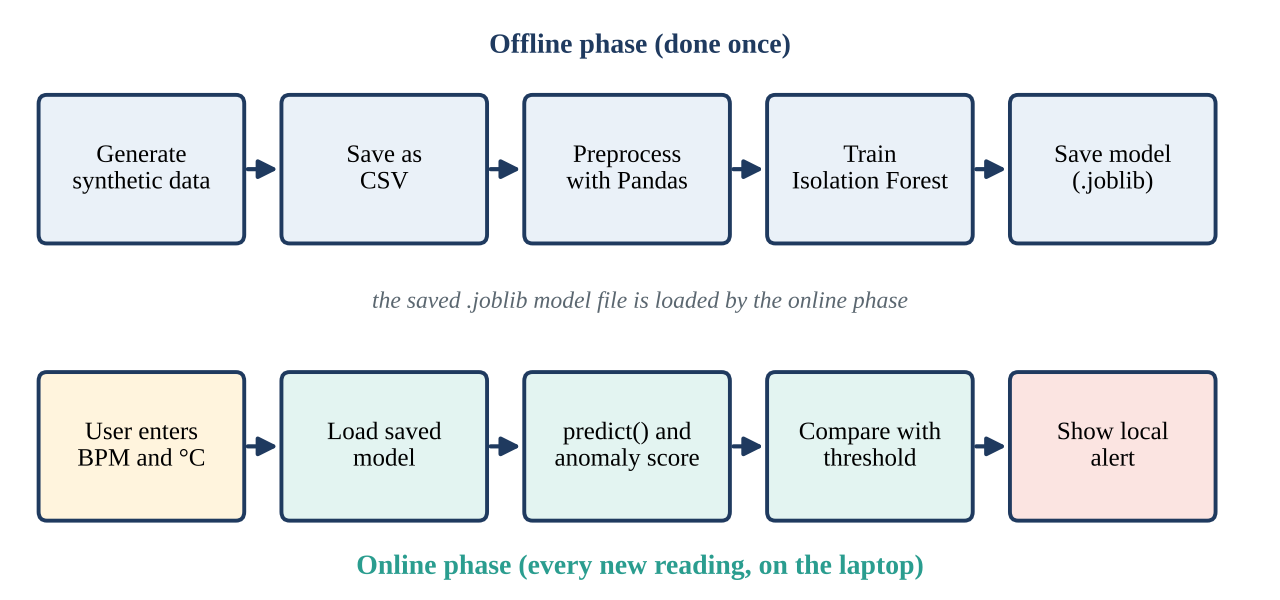 Offline phase (done once)
Generate
synthetic data
Save as
CSV
Preprocess
with Pandas
Train
Isolation Forest
Save model
(.joblib)
the saved .joblib model file is loaded by the online phase
User enters
BPM and °C
Load saved
model
predict() and
anomaly score
Compare with
threshold
Show local
alert
Online phase (every new reading, on the laptop)